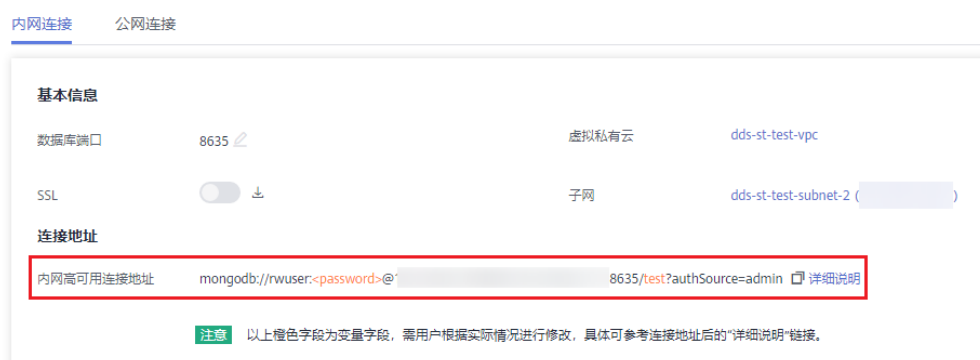 内网连接 公网连接
基本信息
数据库端口 8635 虚拟私有云 dds-st-test-vpc
SSL 子网 dds-st-test-subnet-2 ( )
连接地址
内网高可用连接地址 mongodb://rwuser:<password>@ 8635/test?authSource=admin 详细说明
注意 以上橙色字段为变量字段，需用户根据实际情况进行修改，具体可参考连接地址后的“详细说明”链接。